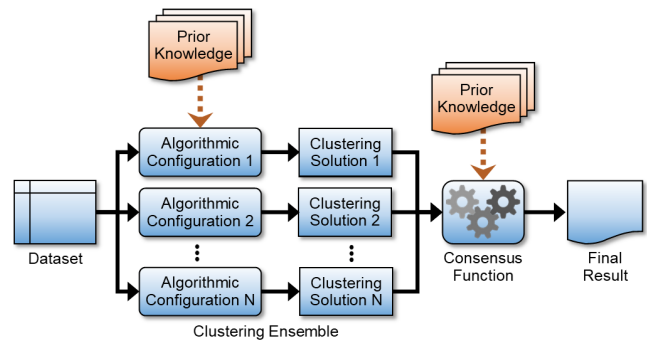 Prior
Knowledge
Prior
Knowledge
Algorithmic
Configuration 1
Clustering
Solution 1
Algorithmic
Configuration 2
Clustering
Solution 2
Algorithmic
Configuration N
Clustering
Solution N
Dataset
Consensus
Function
Final
Result
Clustering Ensemble